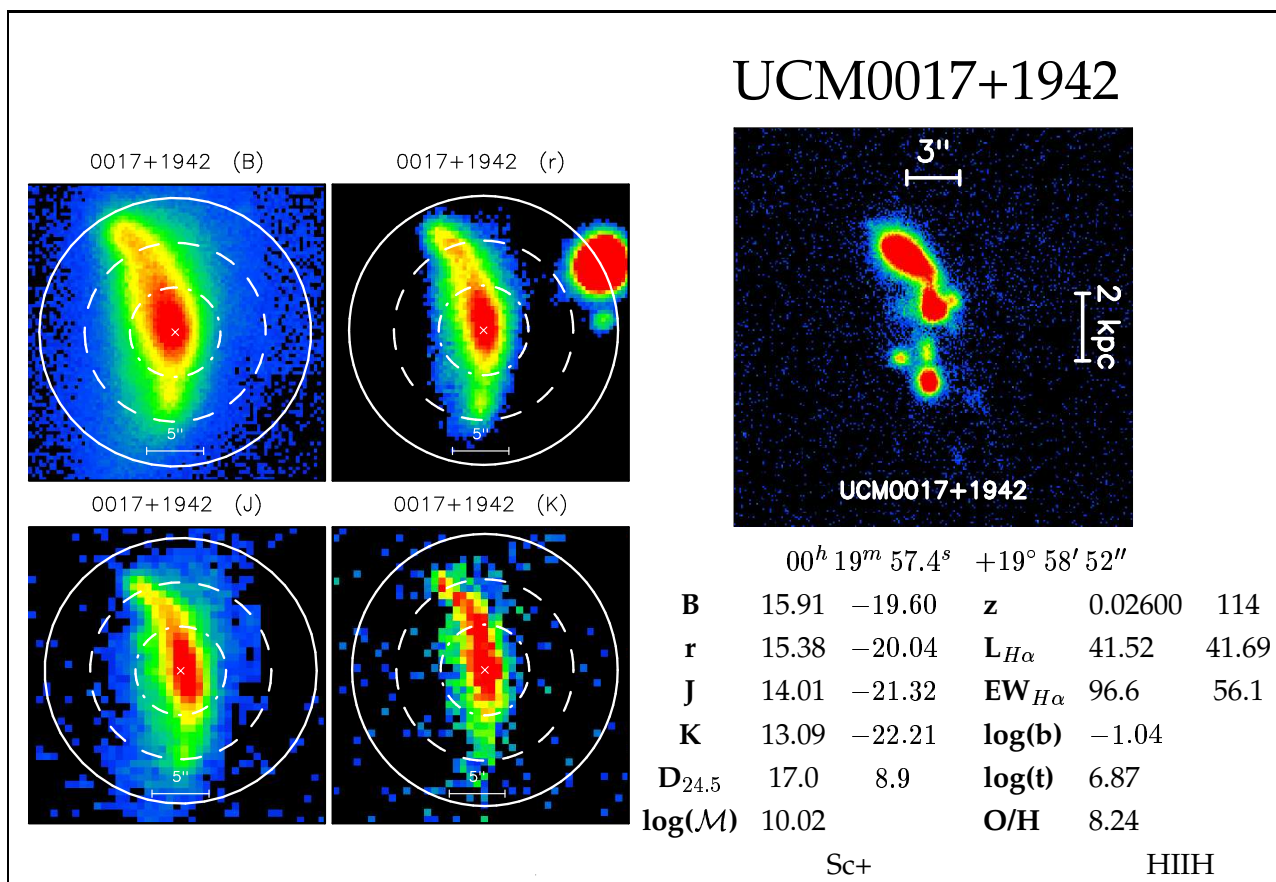 UCM0017+1942
0017+1942 (B)
0017+1942 (r)
5"
5"
0017+1942 (J)
0017+1942 (K)
5"
5"
3"
2 kpc
UCM0017+1942
00h 19m 57.4s +19° 58′ 52″
B 15.91 −19.60 z 0.02600 114
r 15.38 −20.04 LHα 41.52 41.69
J 14.01 −21.32 EWHα 96.6 56.1
K 13.09 −22.21 log(b) −1.04
D24.5 17.0 8.9 log(t) 6.87
log(ℳ) 10.02 O/H 8.24
Sc+ HIIH